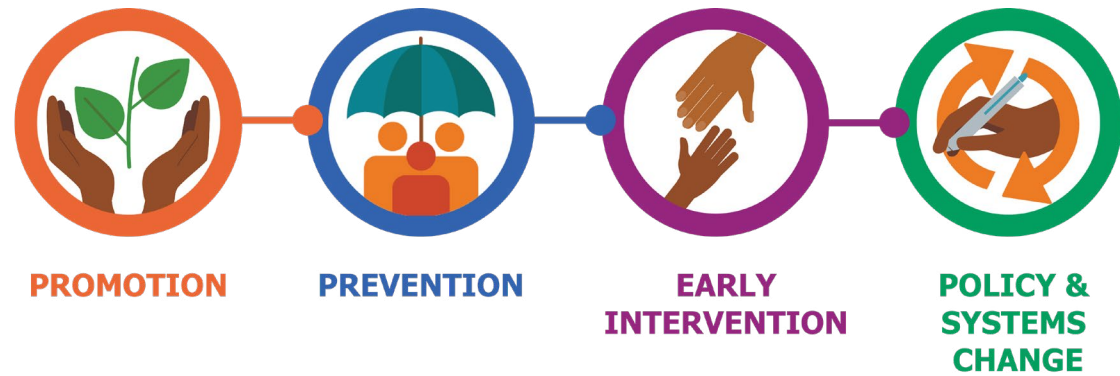 PROMOTION
PREVENTION
EARLY
INTERVENTION
POLICY &
SYSTEMS
CHANGE